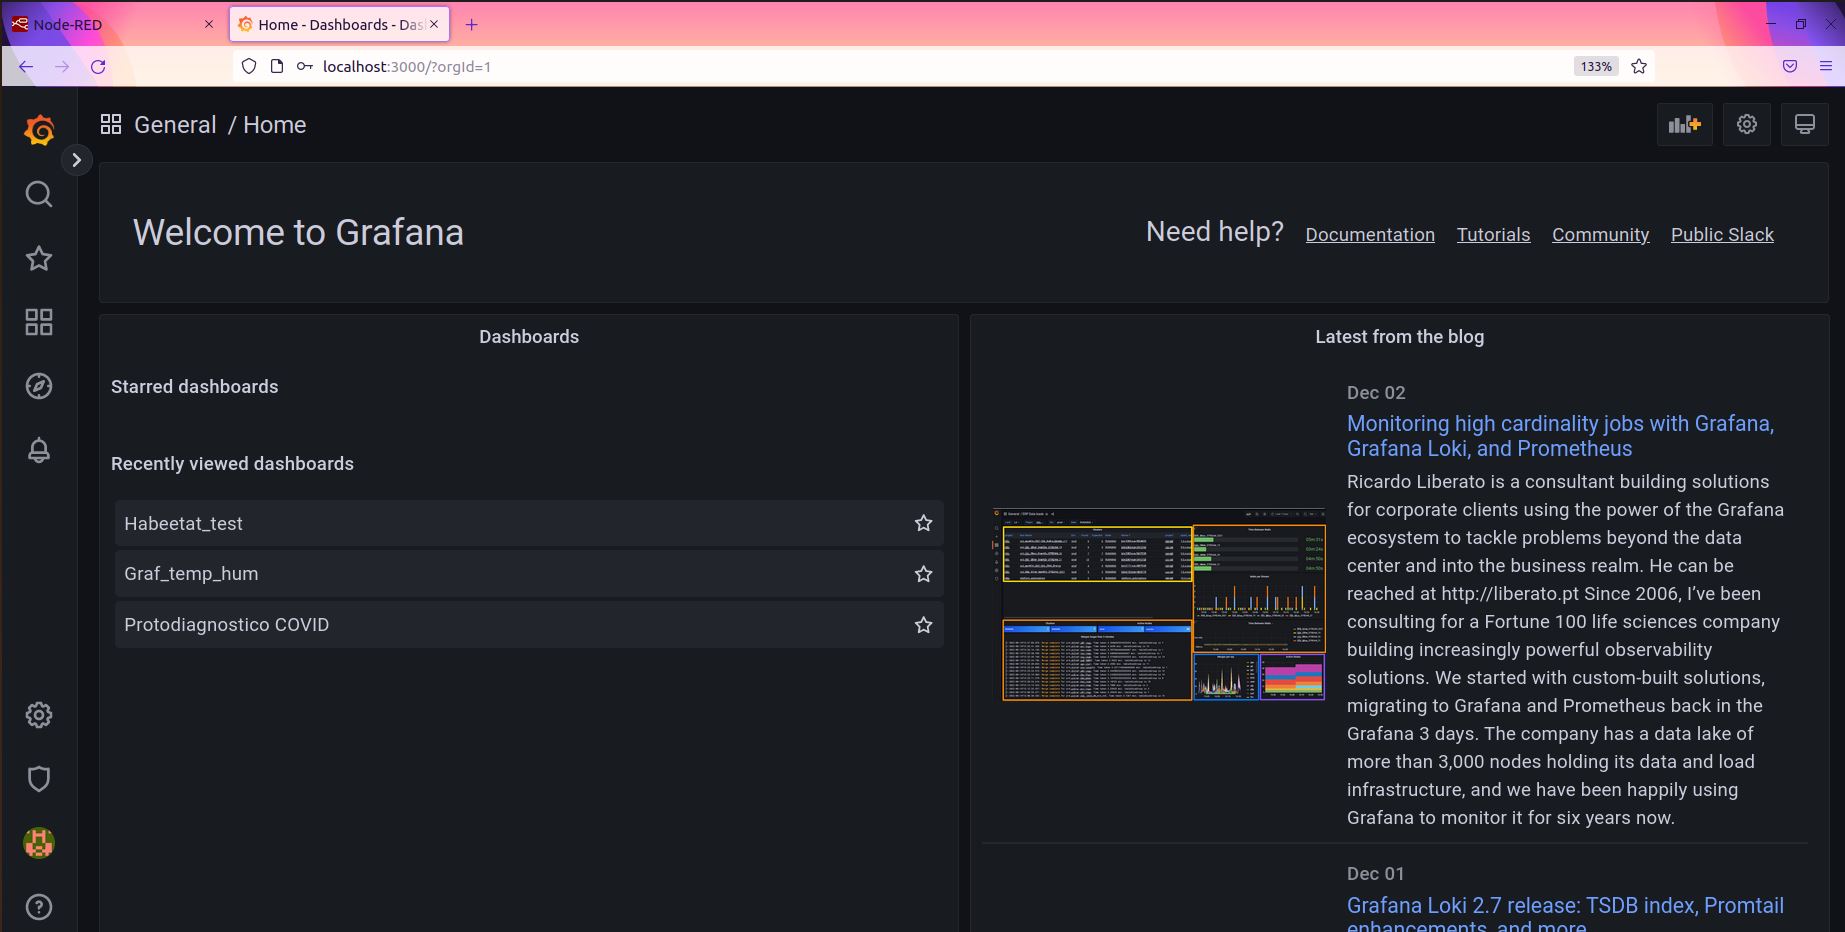 Node-RED
Home - Dashboards - Das
localhost:3000/?orgId=1
133%
General / Home
Welcome to Grafana
Need help? Documentation Tutorials Community Public Slack
Dashboards
Starred dashboards
Recently viewed dashboards
Habeetat_test
Graf_temp_hum
Protodiagnostico COVID
Latest from the blog
Dec 02
Monitoring high cardinality jobs with Grafana,
Grafana Loki, and Prometheus
Ricardo Liberato is a consultant building solutions
for corporate clients using the power of the Grafana
ecosystem to tackle problems beyond the data
center and into the business realm. He can be
reached at http://liberato.pt Since 2006, I've been
consulting for a Fortune 100 life sciences company
building increasingly powerful observability
solutions. We started with custom-built solutions,
migrating to Grafana and Prometheus back in the
Grafana 3 days. The company has a data lake of
more than 3,000 nodes holding its data and load
infrastructure, and we have been happily using
Grafana to monitor it for six years now.
Dec 01
Grafana Loki 2.7 release: TSDB index, Promtail
enhancements, and more